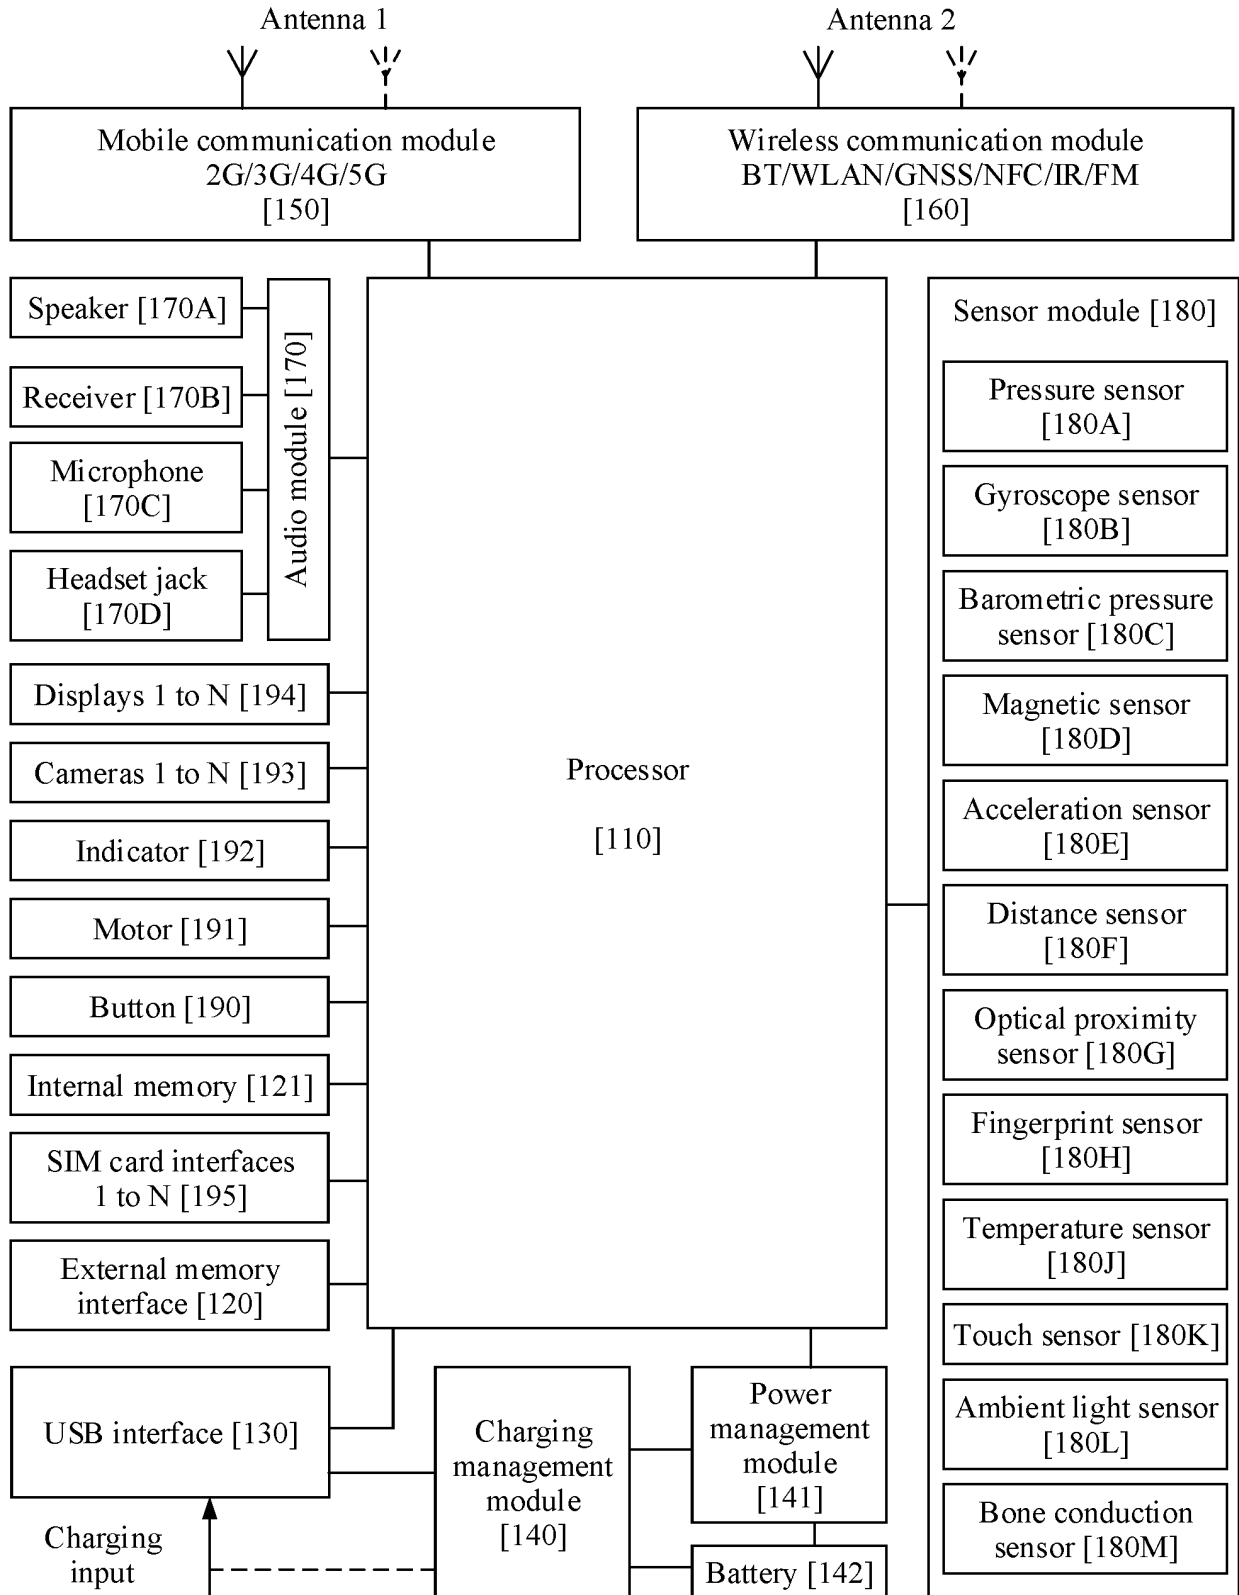 Antenna 1
Antenna 2
Mobile communication module
2G/3G/4G/5G
[150]
Wireless communication module
BT/WLAN/GNSS/NFC/IR/FM
[160]
Speaker [170A]
Receiver [170B]
Microphone
[170C]
Headset jack
[170D]
Audio module [170]
Displays 1 to N [194]
Cameras 1 to N [193]
Indicator [192]
Motor [191]
Button [190]
Internal memory [121]
SIM card interfaces
1 to N [195]
External memory
interface [120]
Processor
[110]
Sensor module [180]
Pressure sensor
[180A]
Gyroscope sensor
[180B]
Barometric pressure
sensor [180C]
Magnetic sensor
[180D]
Acceleration sensor
[180E]
Distance sensor
[180F]
Optical proximity
sensor [180G]
Fingerprint sensor
[180H]
Temperature sensor
[180J]
Touch sensor [180K]
Ambient light sensor
[180L]
Bone conduction
sensor [180M]
USB interface [130]
Charging
input
Charging
management
module
[140]
Power
management
module
[141]
Battery [142]